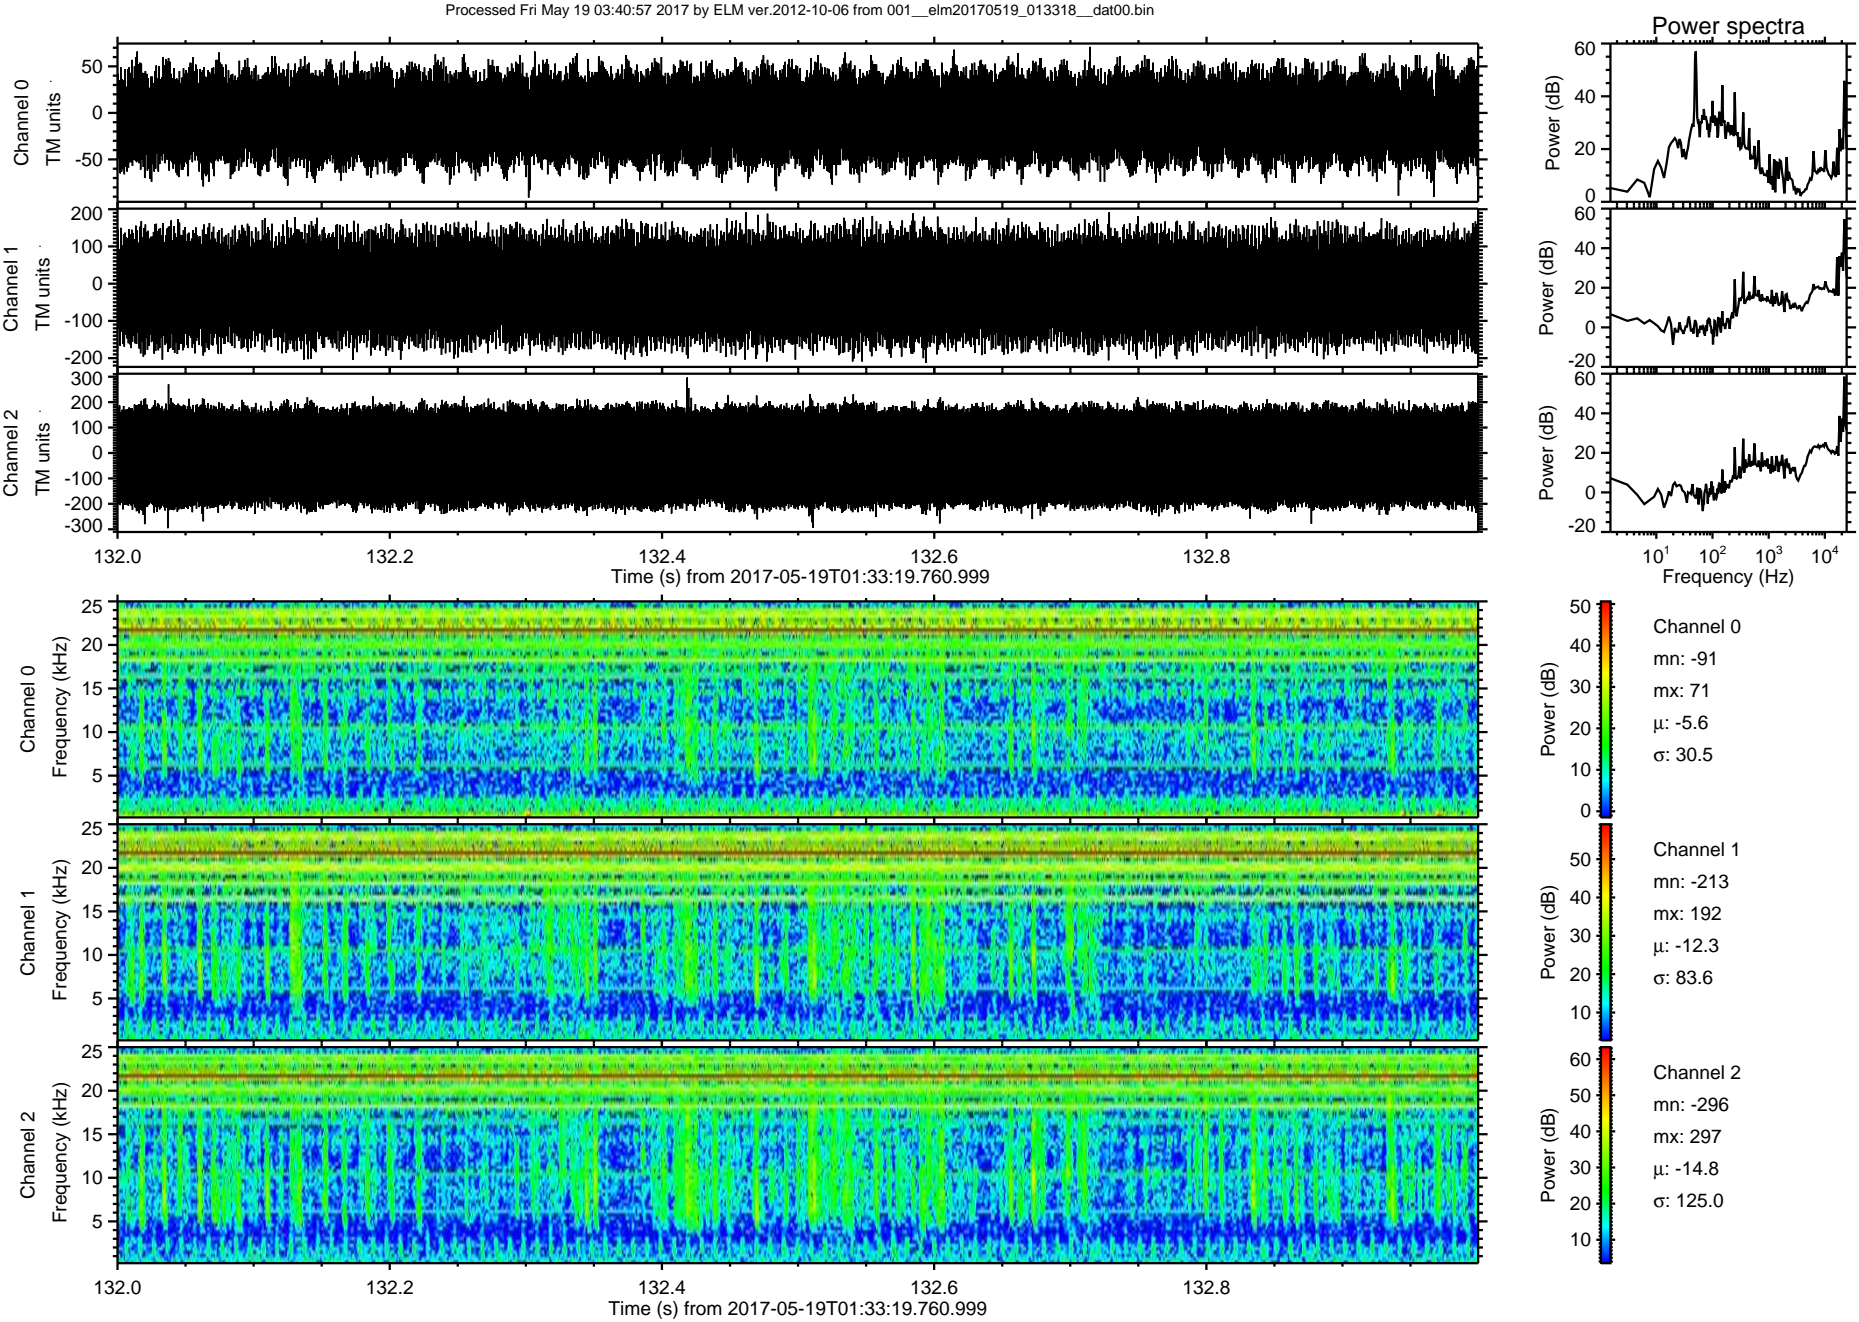 Processed Fri May 19 03:40:57 2017 by ELM ver.2012-10-06 from 001__elm20170519_013318__dat00.bin
Power spectra
Channel 0
TM units
50
0
-50
Power (dB)
60
40
20
0
Channel 1
TM units
200
100
0
-100
-200
Power (dB)
60
40
20
0
-20
Channel 2
TM units
300
200
100
0
-100
-200
-300
Power (dB)
60
40
20
0
-20
132.0 132.2 132.4 132.6 132.8
Time (s) from 2017-05-19T01:33:19.760.999
10^1 10^2 10^3 10^4
Frequency (Hz)
Channel 0
Frequency (kHz)
25
20
15
10
5
Power (dB)
50
40
30
20
10
0
Channel 0
mn: -91
mx: 71
µ: -5.6
σ: 30.5
Channel 1
Frequency (kHz)
25
20
15
10
5
Power (dB)
50
40
30
20
10
Channel 1
mn: -213
mx: 192
µ: -12.3
σ: 83.6
Channel 2
Frequency (kHz)
25
20
15
10
5
Power (dB)
60
50
40
30
20
10
Channel 2
mn: -296
mx: 297
µ: -14.8
σ: 125.0
132.0 132.2 132.4 132.6 132.8
Time (s) from 2017-05-19T01:33:19.760.999